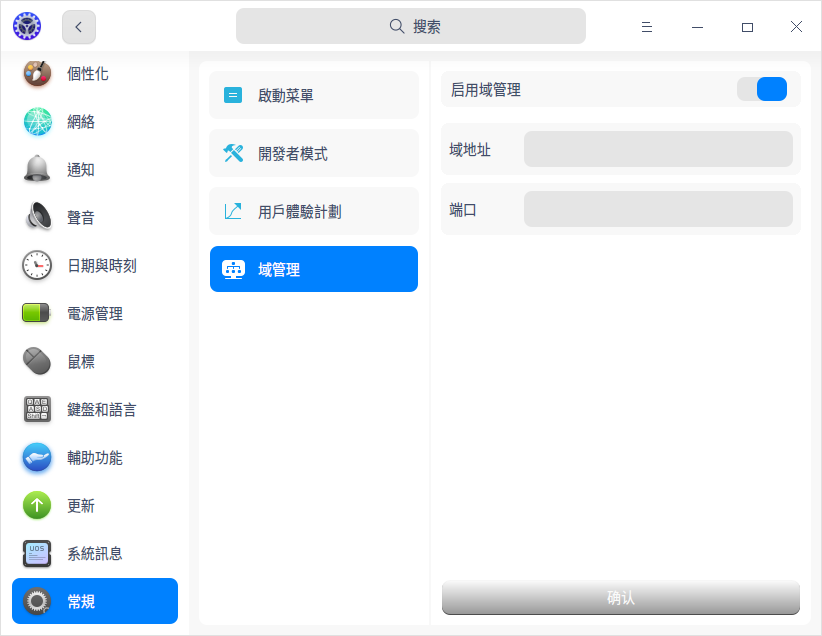 搜索
個性化
網絡
通知
聲音
日期與時刻
電源管理
鼠標
鍵盤和語言
輔助功能
更新
UOS
系統訊息
常規
啟動菜單
開發者模式
用戶體驗計劃
域管理
启用域管理
域地址
端口
确认